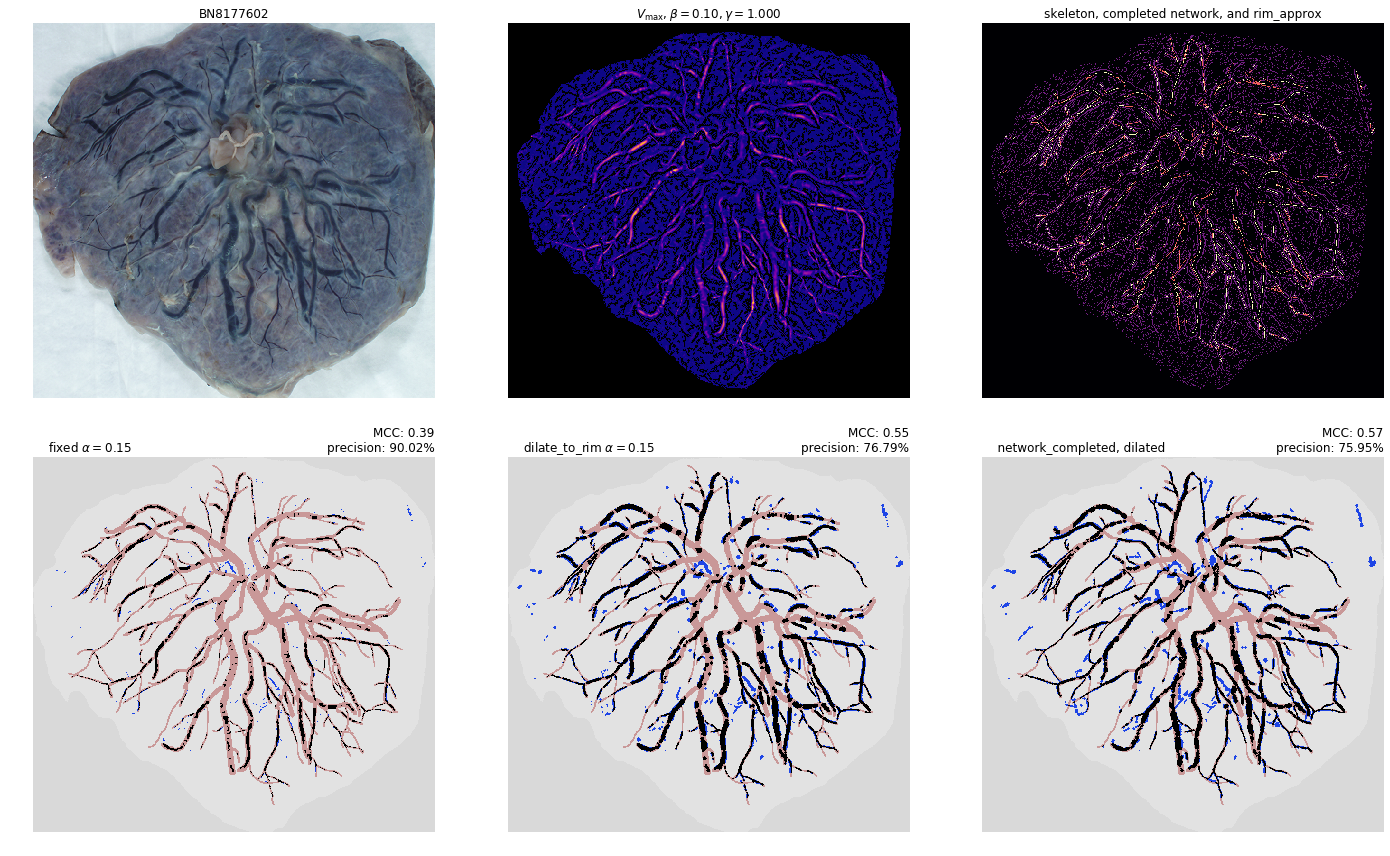 BN8177602
V_max, β = 0.10, γ = 1.000
skeleton, completed network, and rim_approx
fixed α = 0.15
MCC: 0.39
precision: 90.02%
dilate_to_rim α = 0.15
MCC: 0.55
precision: 76.79%
network_completed, dilated
MCC: 0.57
precision: 75.95%